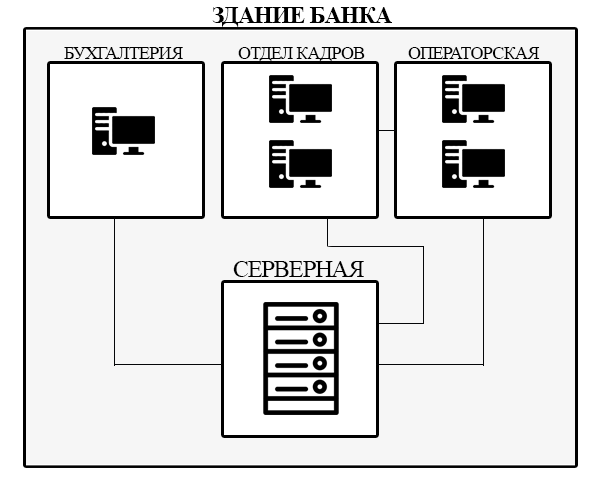 ЗДАНИЕ БАНКА
БУХГАЛТЕРИЯ
ОТДЕЛ КАДРОВ
ОПЕРАТОРСКАЯ
СЕРВЕРНАЯ